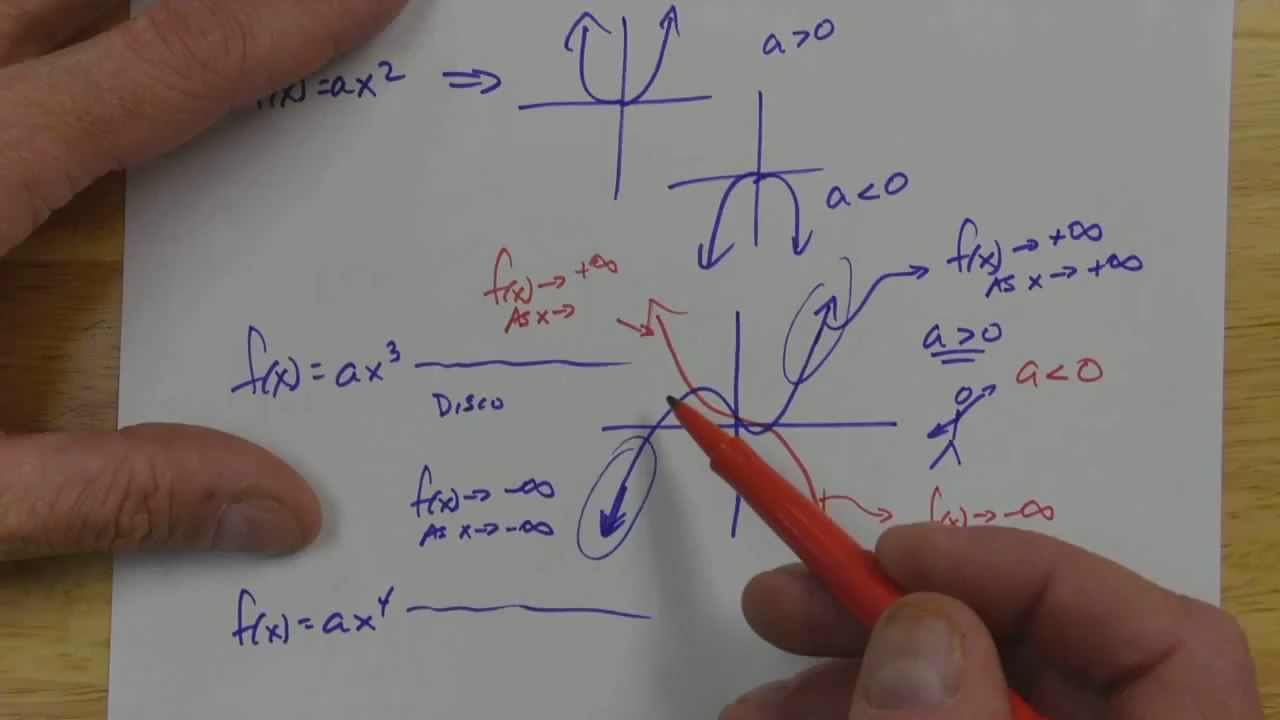 f(x)=ax² ⇒
a>0
a<0
f(x)→+∞
As x→+∞
f(x)→+∞
As x→
a>0
a<0
f(x)=ax³
Disco
f(x)→-∞
As x→-∞
f(x)→-∞
f(x)=ax⁴